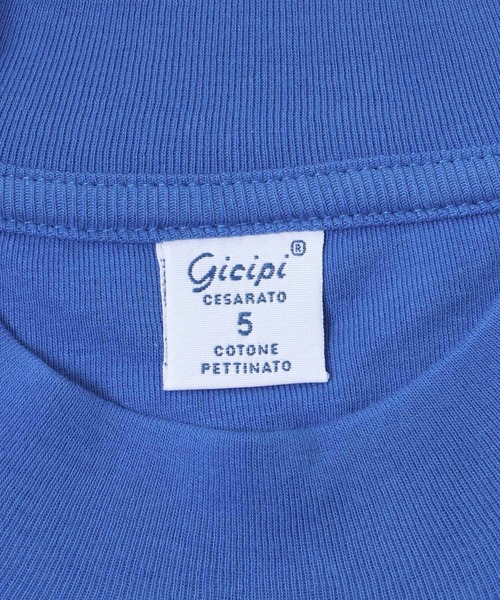 Gicipi®
CESARATO
5
COTONE
PETTINATO